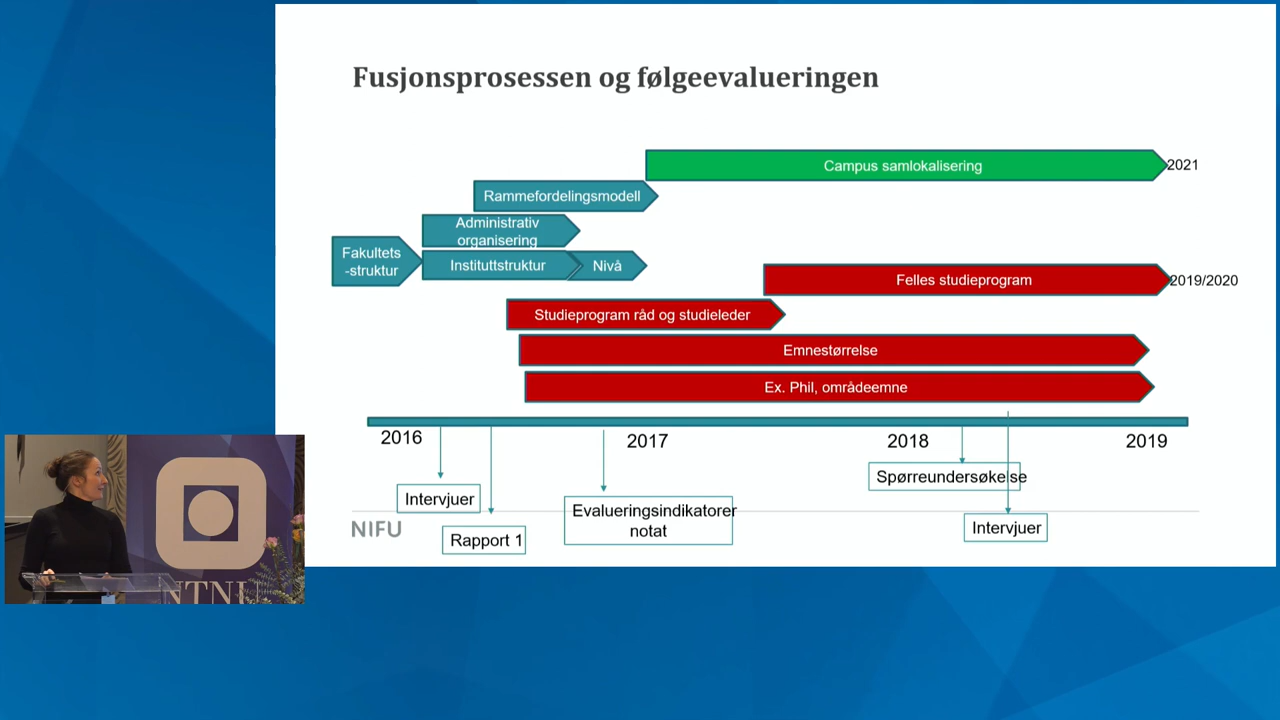 Fusjonsprosessen og følgeevalueringen
Campus samlokalisering
2021
Rammefordelingsmodell
Administrativ
organisering
Fakultets
-struktur
Instituttstruktur
Nivå
Felles studieprogram
2019/2020
Studieprogram råd og studieleder
Emnestørrelse
Ex. Phil, områdeemne
2016
2017
2018
2019
Intervjuer
Rapport 1
Evalueringsindikatorer
notat
Spørreundersøkelse
Intervjuer
NIFU
NTNU